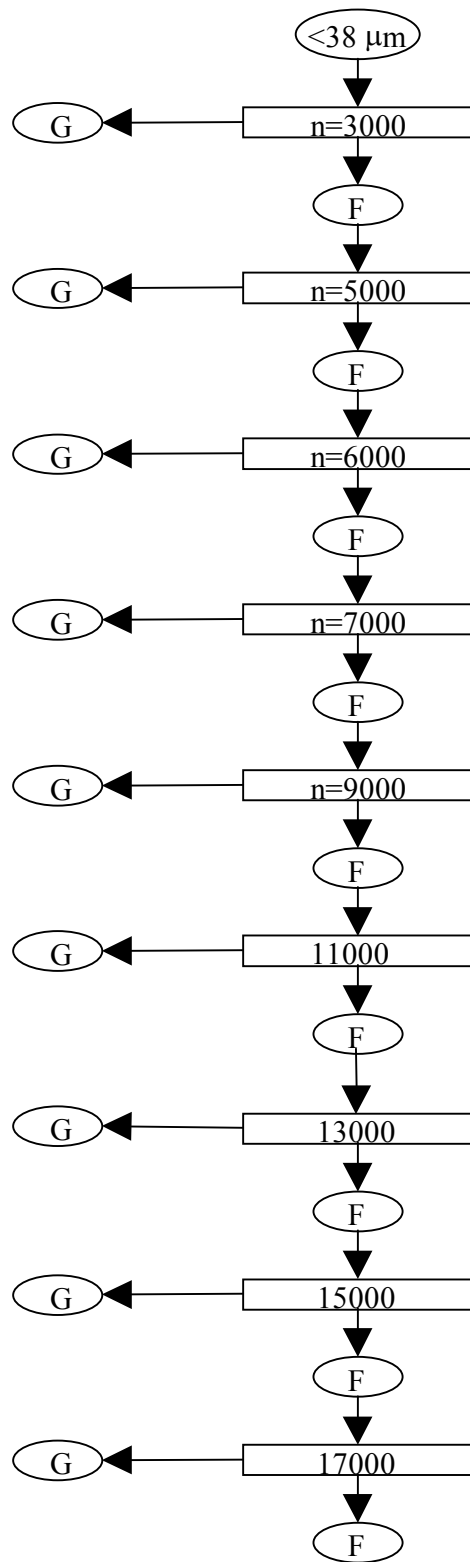 <38 μm
G n=3000
F
G n=5000
F
G n=6000
F
G n=7000
F
G n=9000
F
G 11000
F
G 13000
F
G 15000
F
G 17000
F